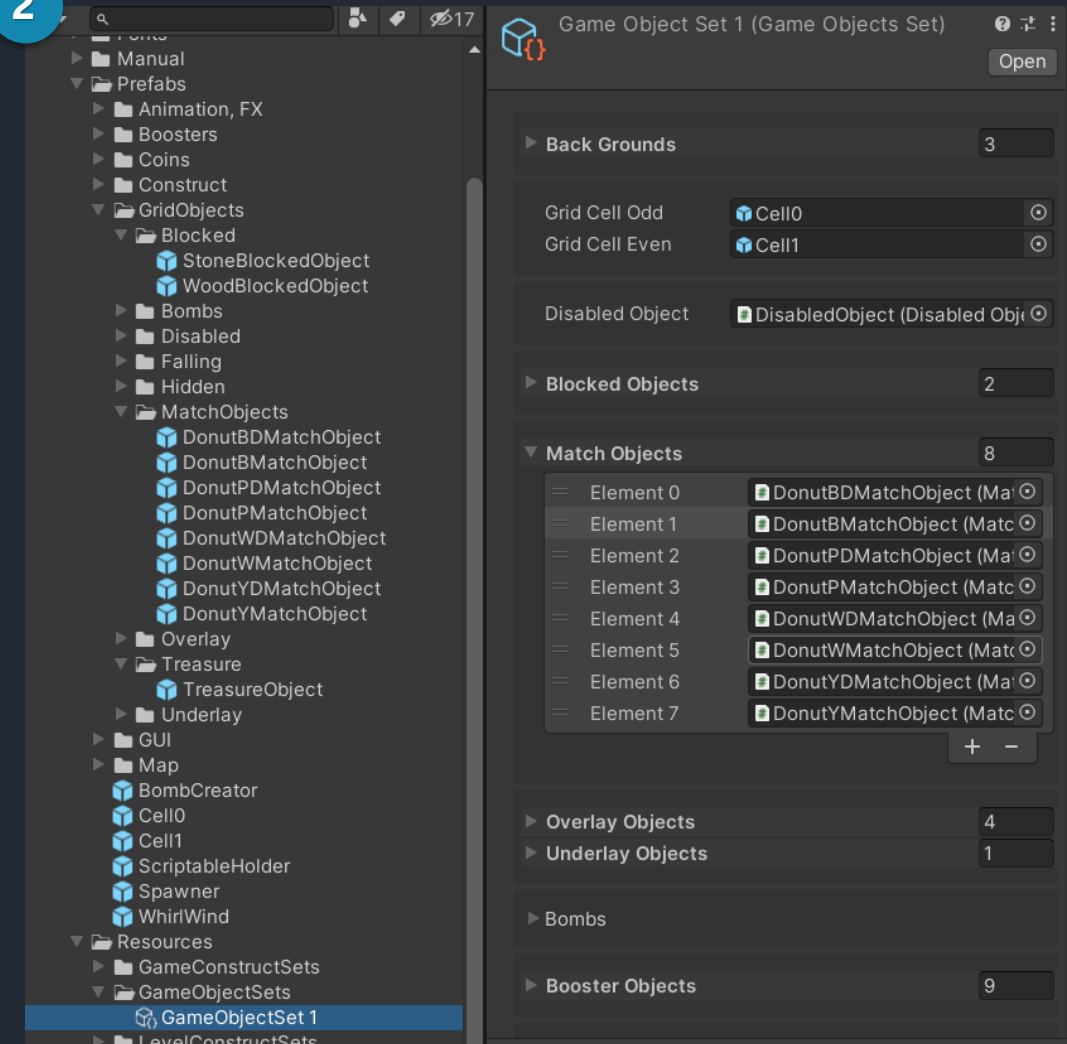 2
17
Fonts
Manual
Prefabs
Animation, FX
Boosters
Coins
Construct
GridObjects
Blocked
StoneBlockedObject
WoodBlockedObject
Bombs
Disabled
Falling
Hidden
MatchObjects
DonutBDMatchObject
DonutBMatchObject
DonutPDMatchObject
DonutPMatchObject
DonutWDMatchObject
DonutWMatchObject
DonutYDMatchObject
DonutYMatchObject
Overlay
Treasure
TreasureObject
Underlay
GUI
Map
BombCreator
Cell0
Cell1
ScriptableHolder
Spawner
WhirlWind
Resources
GameConstructSets
GameObjectSets
GameObjectSet 1
LevelConstructSets
Game Object Set 1 (Game Objects Set)
Open
Back Grounds 3
Grid Cell Odd Cell0
Grid Cell Even Cell1
Disabled Object DisabledObject (Disabled Obje
Blocked Objects 2
Match Objects 8
Element 0 DonutBDMatchObject (Mat
Element 1 DonutBMatchObject (Matc
Element 2 DonutPDMatchObject (Mat
Element 3 DonutPMatchObject (Matc
Element 4 DonutWDMatchObject (Ma
Element 5 DonutWMatchObject (Matc
Element 6 DonutYDMatchObject (Mat
Element 7 DonutYMatchObject (Matc
+ −
Overlay Objects 4
Underlay Objects 1
Bombs
Booster Objects 9